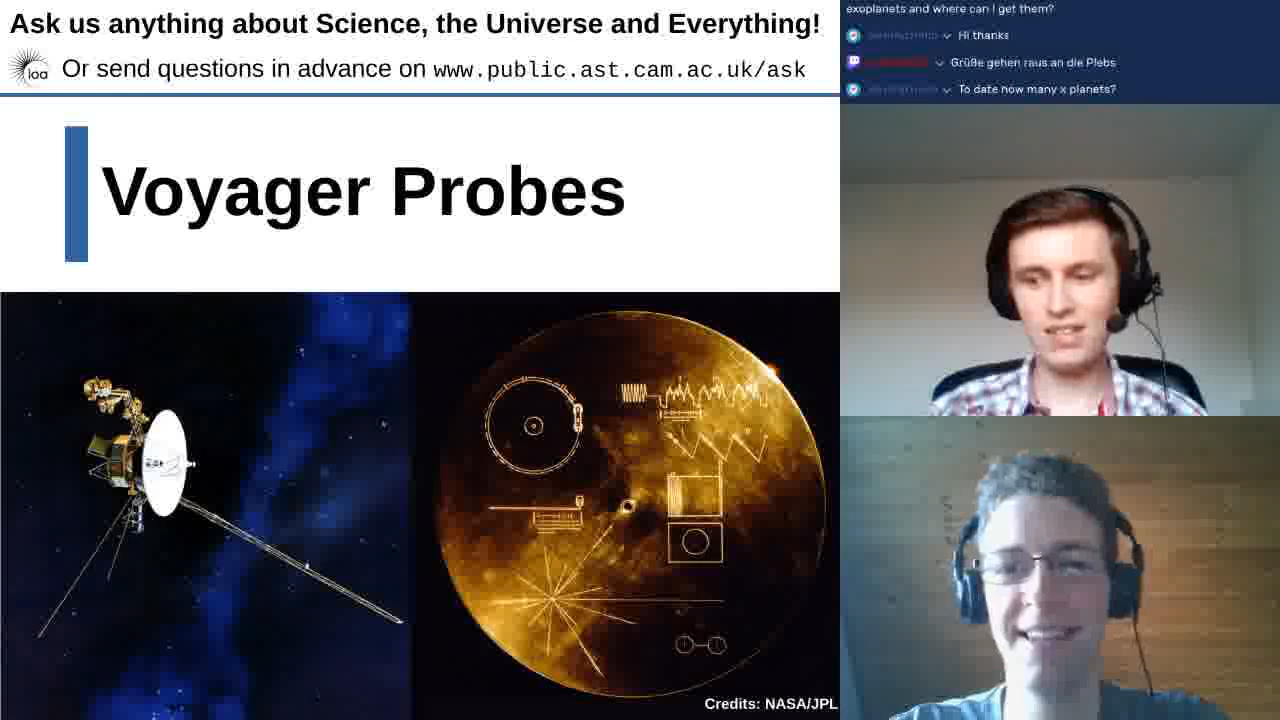 Ask us anything about Science, the Universe and Everything!
ioa
Or send questions in advance on www.public.ast.cam.ac.uk/ask
Voyager Probes
Credits: NASA/JPL
exoplanets and where can I get them?
Hi thanks
Grüße gehen raus an die Plebs
To date how many x planets?